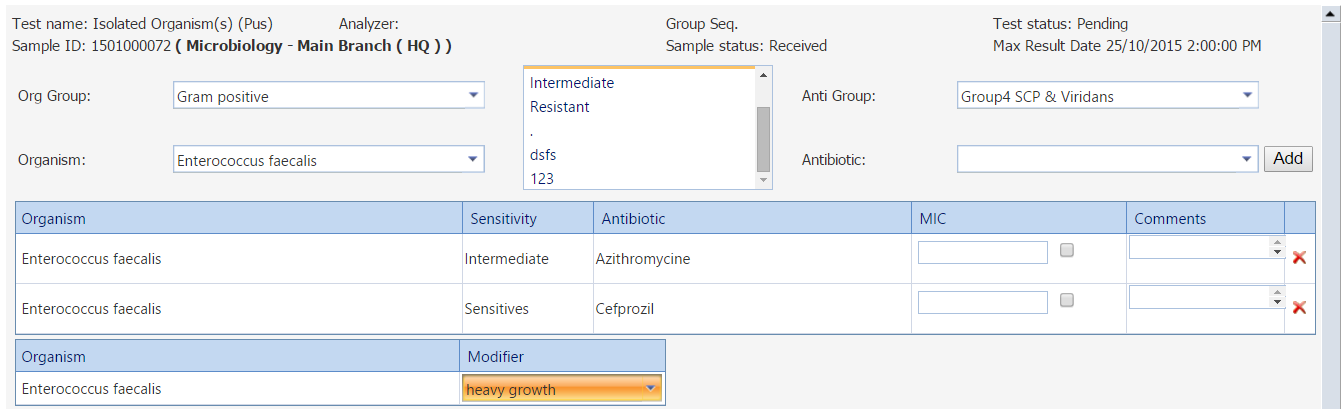 Test name: Isolated Organism(s) (Pus) Analyzer: Group Seq. Test status: Pending
Sample ID: 1501000072 ( Microbiology - Main Branch ( HQ ) ) Sample status: Received Max Result Date 25/10/2015 2:00:00 PM
Org Group: Gram positive
Intermediate
Resistant
.
dsfs
123
Anti Group: Group4 SCP & Viridans
Organism: Enterococcus faecalis
Antibiotic: Add
Organism Sensitivity Antibiotic MIC Comments
Enterococcus faecalis Intermediate Azithromycine
Enterococcus faecalis Sensitives Cefprozil
Organism Modifier
Enterococcus faecalis heavy growth